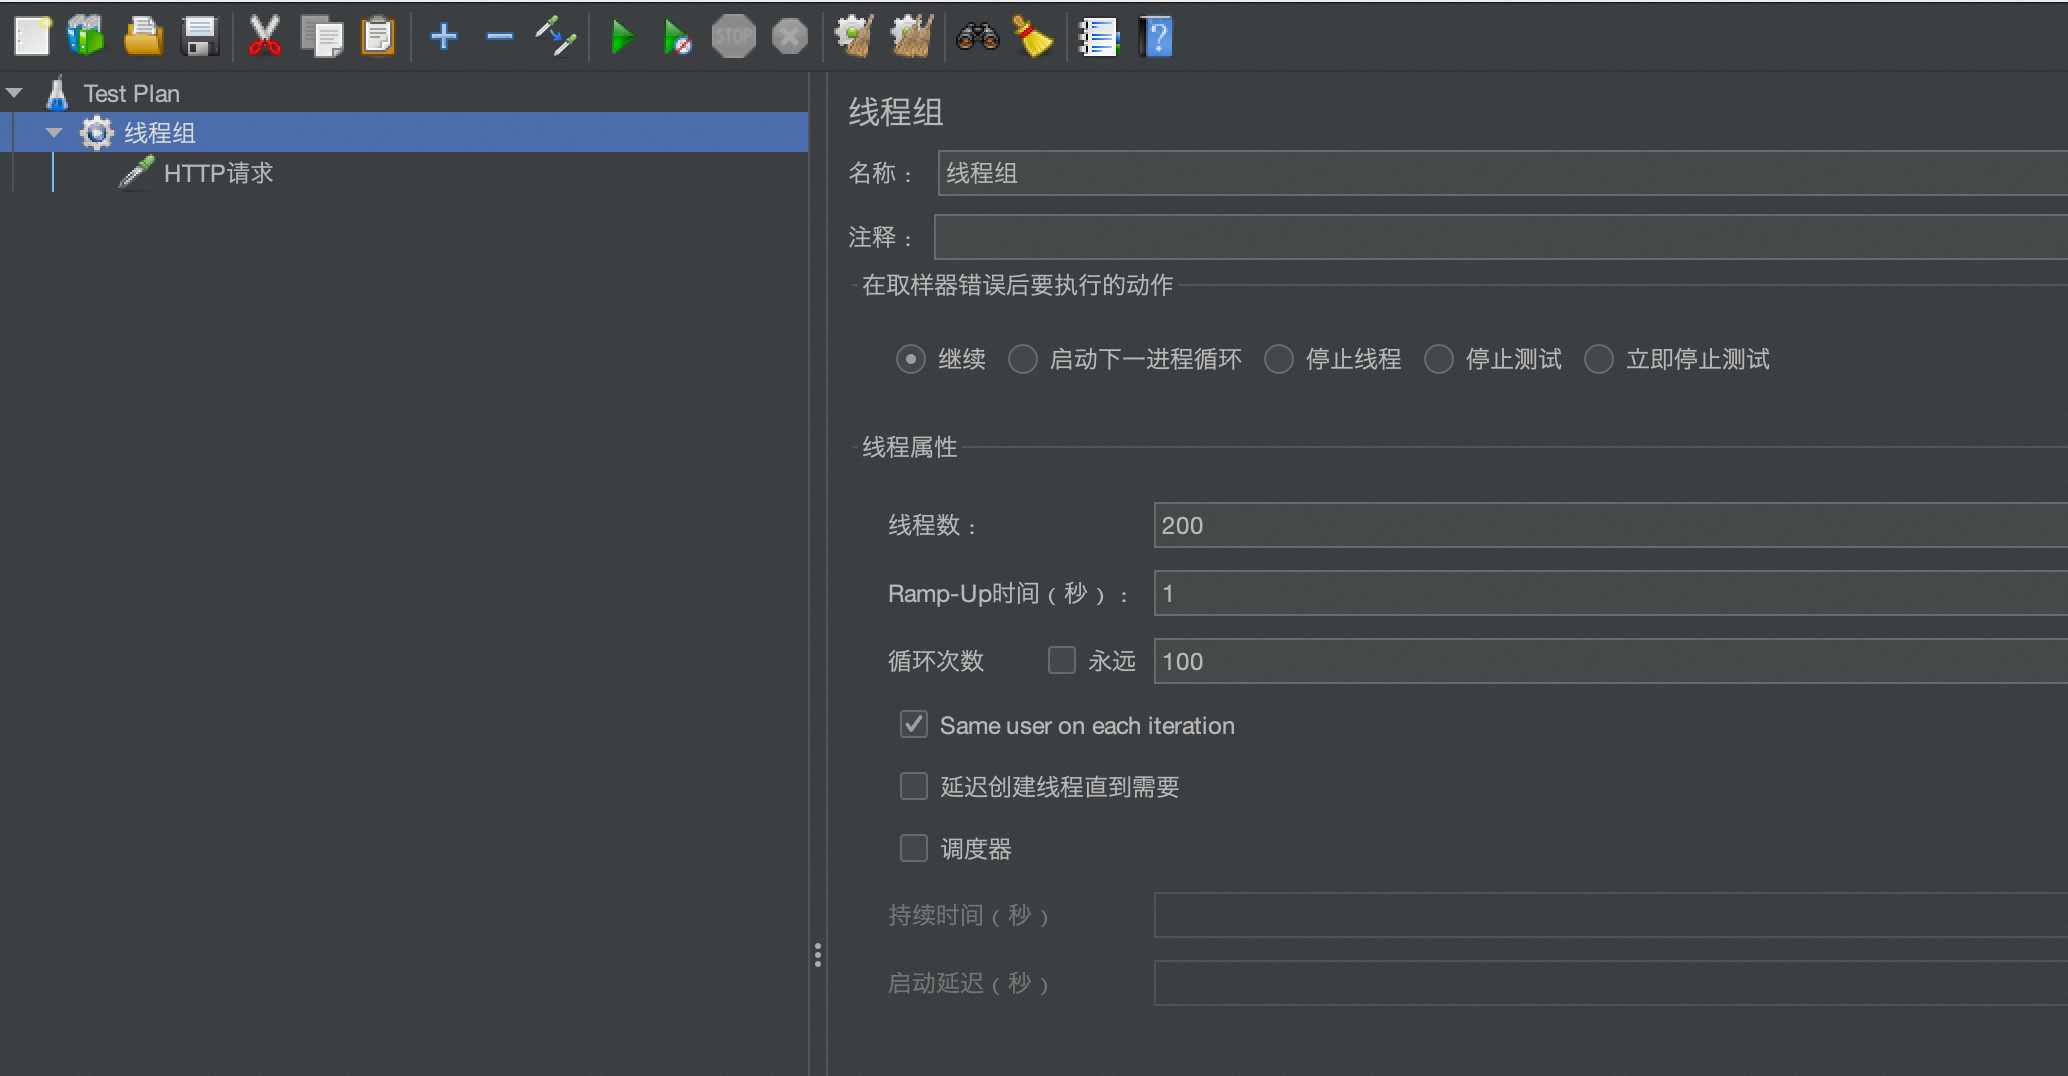 STOP
Test Plan
线程组
HTTP请求
线程组
名称： 线程组
注释：
在取样器错误后要执行的动作
继续 启动下一进程循环 停止线程 停止测试 立即停止测试
线程属性
线程数： 200
Ramp-Up时间（秒）： 1
循环次数 永远 100
Same user on each iteration
延迟创建线程直到需要
调度器
持续时间（秒）
启动延迟（秒）